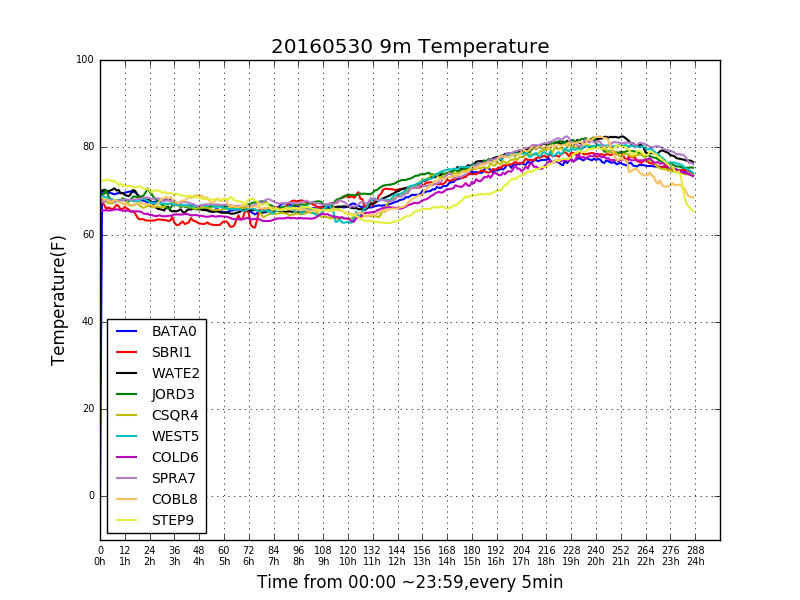 20160530 9m Temperature
100
80
60
40
20
0
Temperature(F)
BATA0
SBRI1
WATE2
JORD3
CSQR4
WEST5
COLD6
SPRA7
COBL8
STEP9
0 12 24 36 48 60 72 84 96 108 120 132 144 156 168 180 192 204 216 228 240 252 264 276 288
0h 1h 2h 3h 4h 5h 6h 7h 8h 9h 10h 11h 12h 13h 14h 15h 16h 17h 18h 19h 20h 21h 22h 23h 24h
Time from 00:00 ~23:59,every 5min